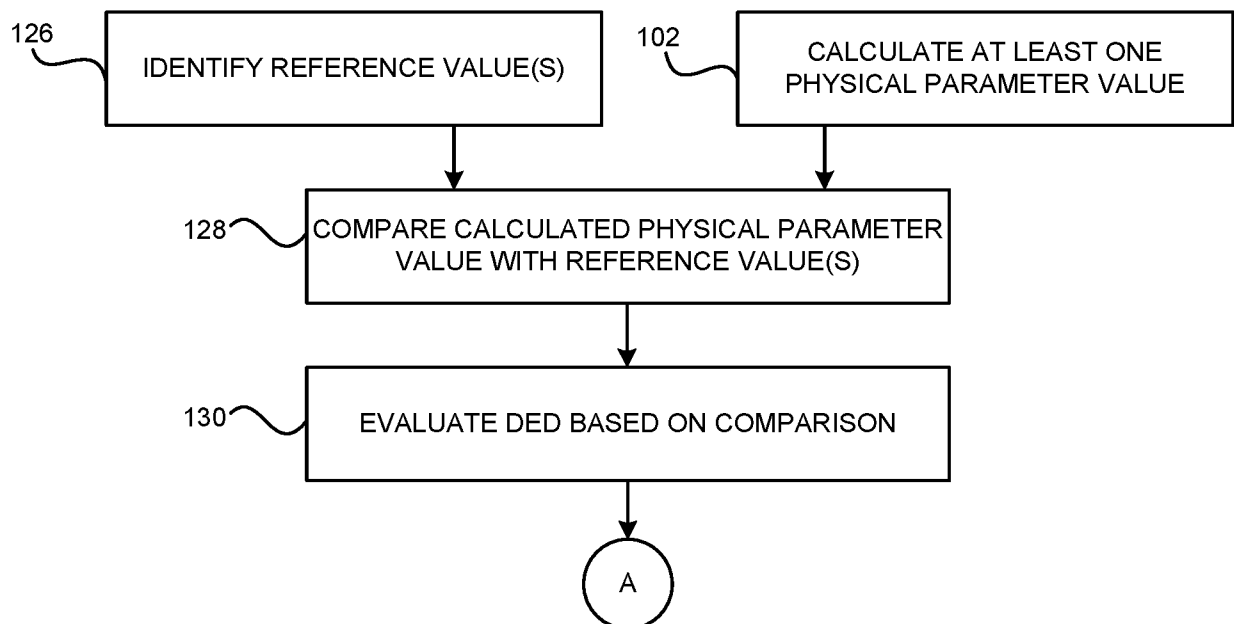 126
IDENTIFY REFERENCE VALUE(S)
102
CALCULATE AT LEAST ONE
PHYSICAL PARAMETER VALUE
128
COMPARE CALCULATED PHYSICAL PARAMETER
VALUE WITH REFERENCE VALUE(S)
130
EVALUATE DED BASED ON COMPARISON
A